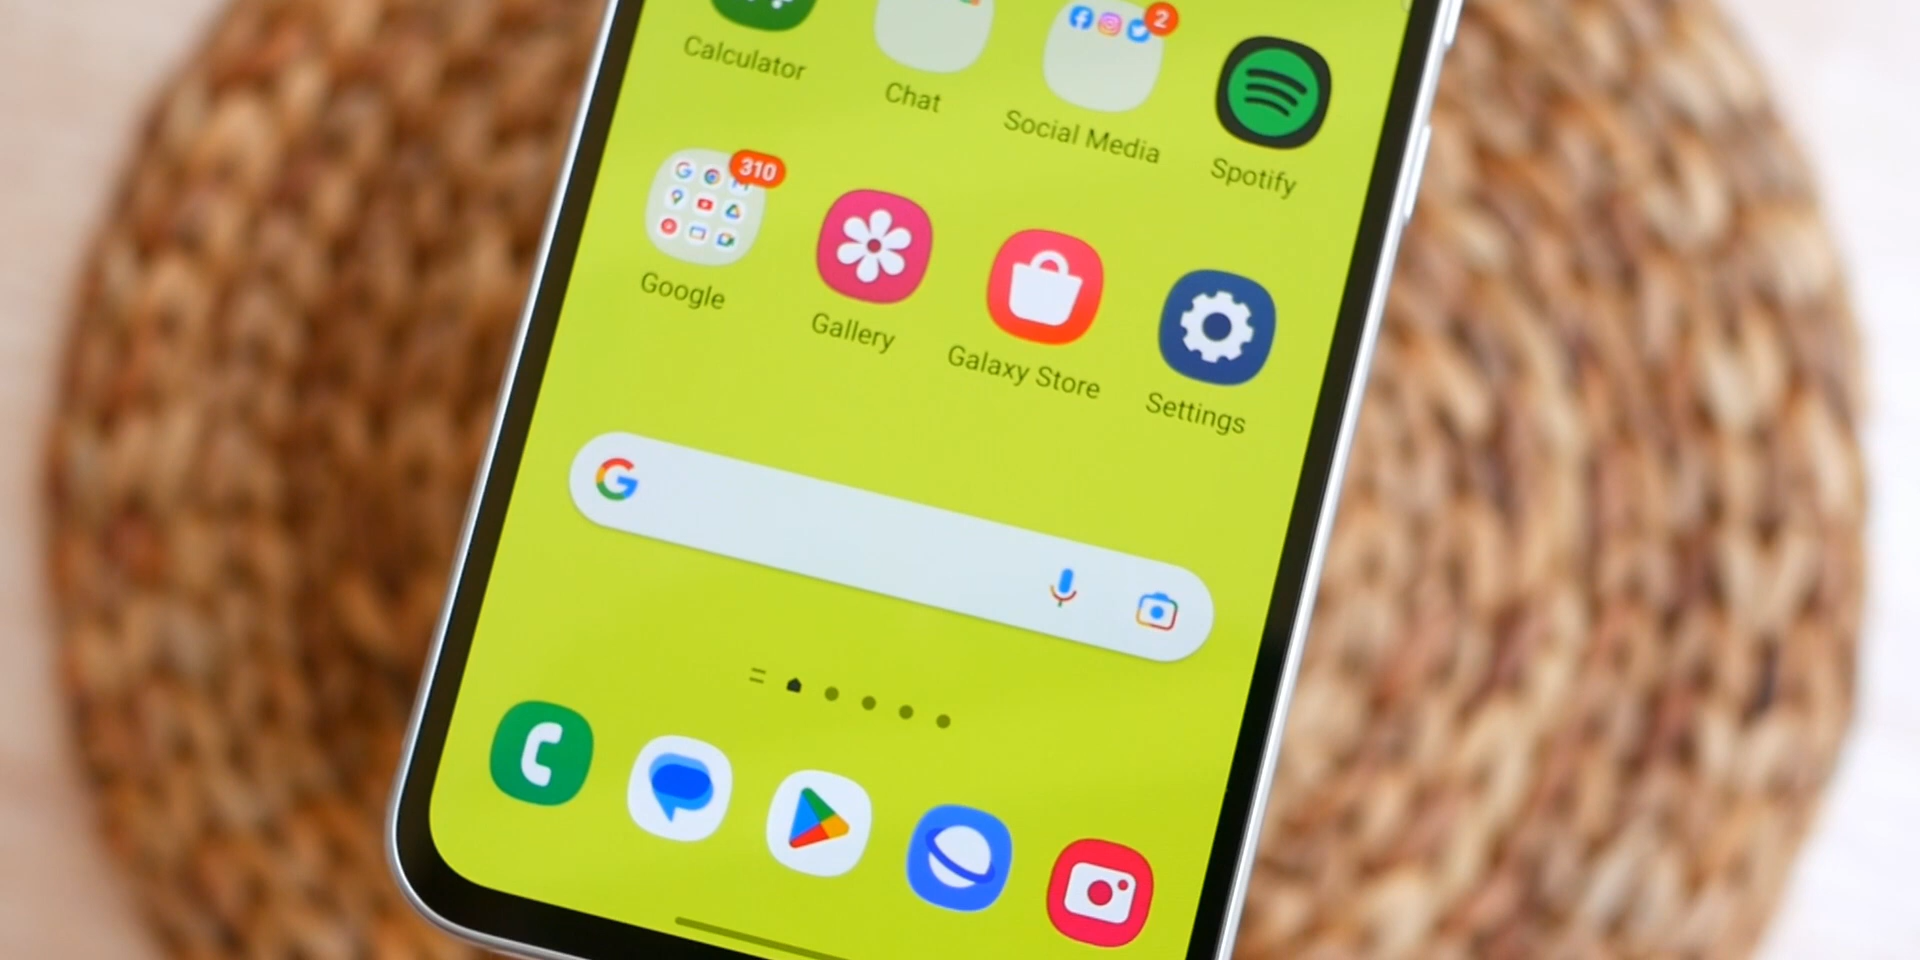 Calculator
Chat
2
Social Media
Spotify
310
Google
Gallery
Galaxy Store
Settings